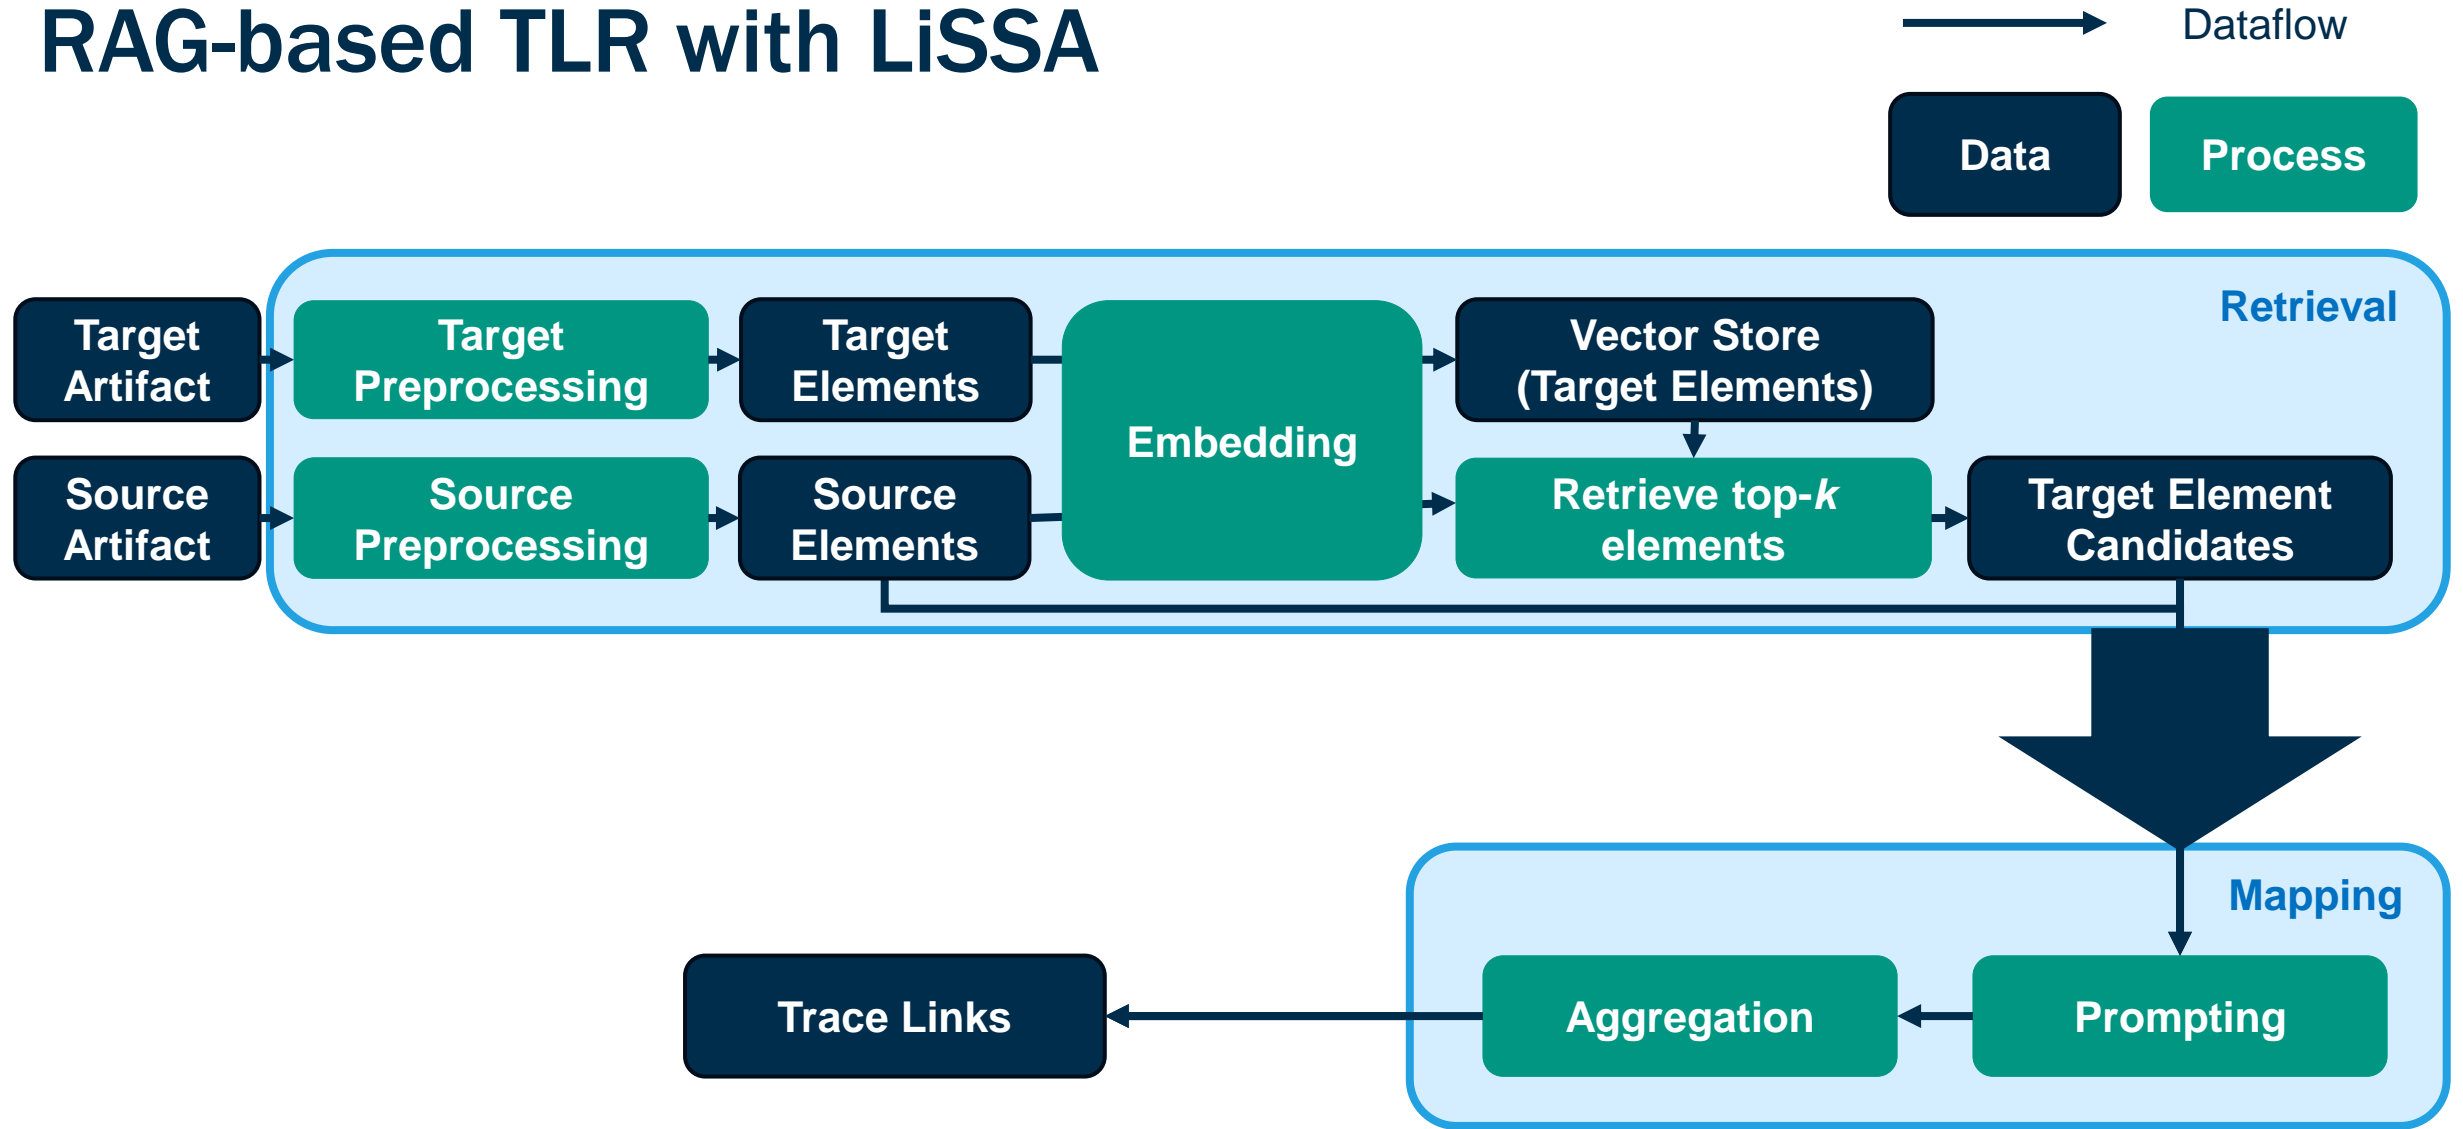 RAG-based TLR with LiSSA
Dataflow
Data
Process
Retrieval
Target
Artifact
Target
Preprocessing
Target
Elements
Embedding
Vector Store
(Target Elements)
Source
Artifact
Source
Preprocessing
Source
Elements
Retrieve top-k
elements
Target Element
Candidates
Mapping
Trace Links
Aggregation
Prompting